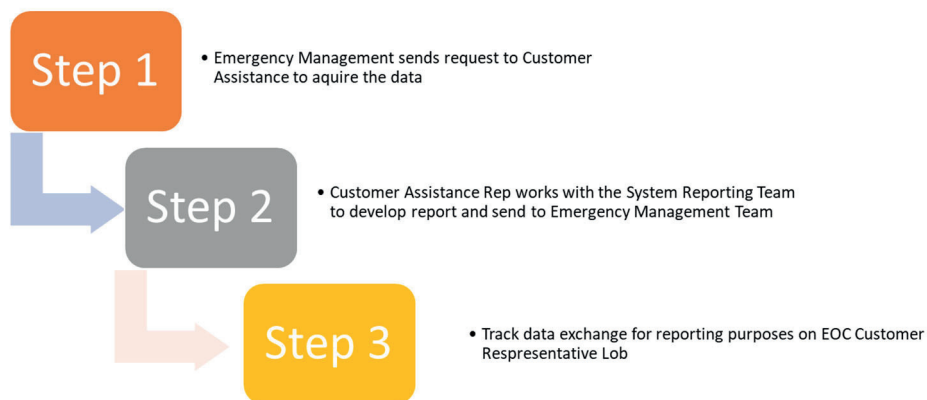 Step 1
• Emergency Management sends request to Customer
Assistance to aquire the data
Step 2
• Customer Assistance Rep works with the System Reporting Team
to develop report and send to Emergency Management Team
Step 3
• Track data exchange for reporting purposes on EOC Customer
Respresentative Lob